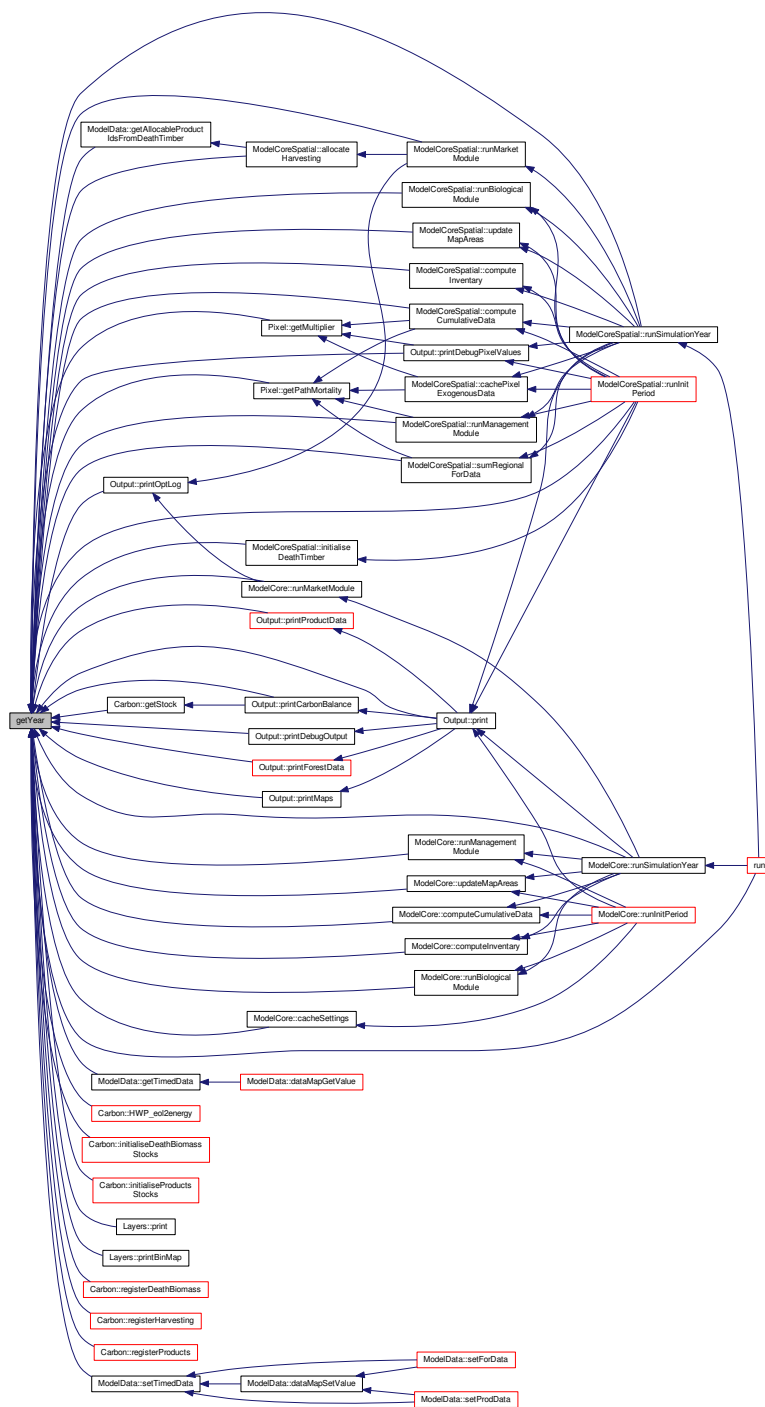 ModelData::getAllocableProduct
IdsFromDeathTimber
ModelCoreSpatial::allocate
Harvesting
ModelCoreSpatial::runMarket
Module
ModelCoreSpatial::runBiological
Module
ModelCoreSpatial::update
MapAreas
ModelCoreSpatial::compute
Inventory
ModelCoreSpatial::compute
CumulativeData
Pixel::getMultiplier
ModelCoreSpatial::runSimulationYear
Output::printDebugPixelValues
Pixel::getPathMortality
ModelCoreSpatial::cachePixel
ExogenousData
ModelCoreSpatial::runInit
Period
ModelCoreSpatial::runManagement
Module
ModelCoreSpatial::sumRegional
ForData
Output::printOptLog
ModelCoreSpatial::initialise
DeathTimber
ModelCore::runMarketModule
Output::printProductData
getYear
Carbon::getStock
Output::printCarbonBalance
Output::print
Output::printDebugOutput
Output::printForestData
Output::printMaps
ModelCore::runManagement
Module
ModelCore::runSimulationYear
run
ModelCore::updateMapAreas
ModelCore::computeCumulativeData
ModelCore::runInitPeriod
ModelCore::computeInventory
ModelCore::runBiological
Module
ModelCore::cacheSettings
ModelData::getTimedData
ModelData::dataMapGetValue
Carbon::HWP_eol2energy
Carbon::initialiseDeathBiomass
Stocks
Carbon::initialiseProducts
Stocks
Layers::print
Layers::printBinMap
Carbon::registerDeathBiomass
Carbon::registerHarvesting
Carbon::registerProducts
ModelData::setTimedData
ModelData::dataMapSetValue
ModelData::setForData
ModelData::setProdData